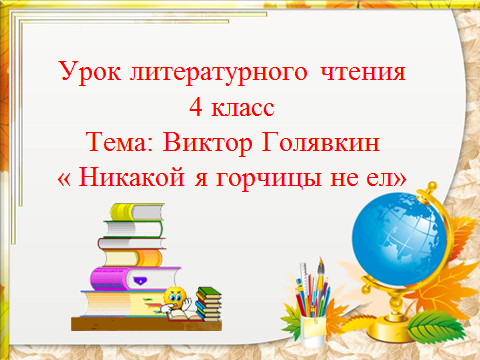 Урок литературного чтения
4 класс
Тема: Виктор Голявкин
« Никакой я горчицы не ел»